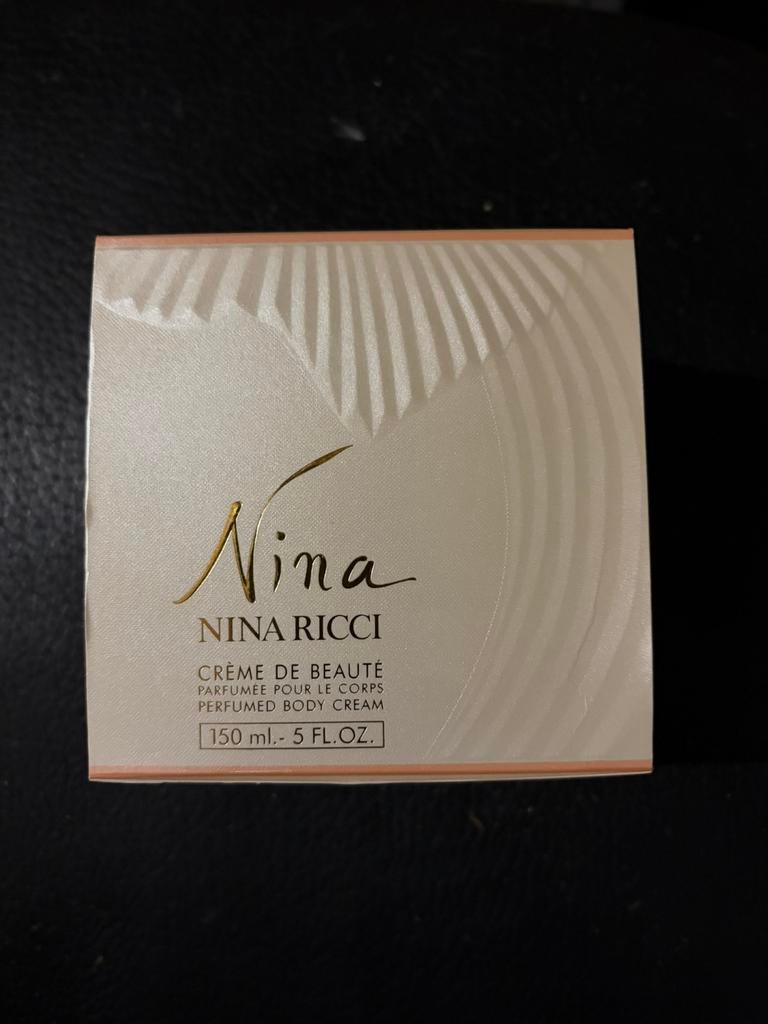 Nina
NINA RICCI
CRÈME DE BEAUTÉ
PARFUMÉE POUR LE CORPS
PERFUMED BODY CREAM
150 ml.- 5 FL.OZ.